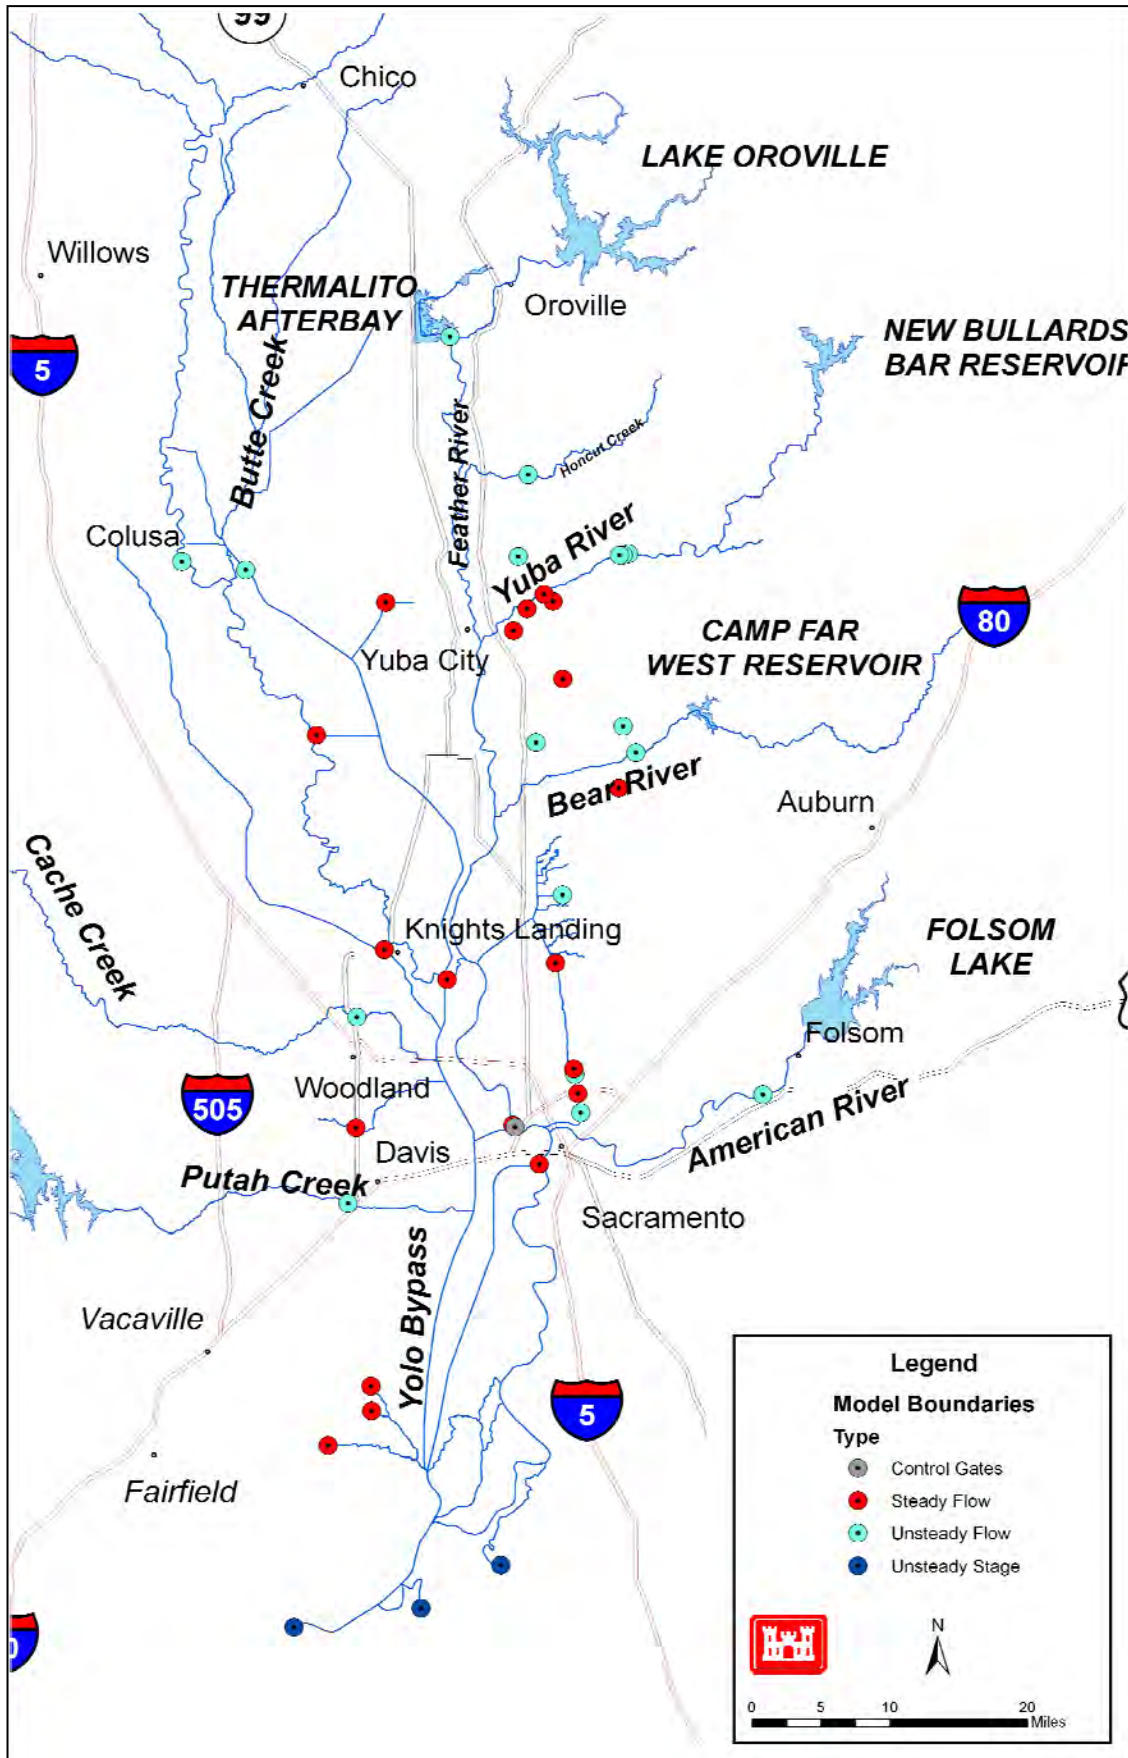 99
Chico
LAKE OROVILLE
Willows
THERMALITO
AFTERBAY
Oroville
NEW BULLARDS
BAR RESERVOIR
5
Butte Creek
Feather River
Honcut Creek
Colusa
Yuba River
80
CAMP FAR
WEST RESERVOIR
Yuba City
Bear River
Auburn
Cache Creek
Knights Landing
FOLSOM
LAKE
Folsom
Woodland
505
American River
Davis
Putah Creek
Sacramento
Yolo Bypass
Vacaville
5
Fairfield
0
Legend
Model Boundaries
Type
Control Gates
Steady Flow
Unsteady Flow
Unsteady Stage
N
0 5 10 20
Miles